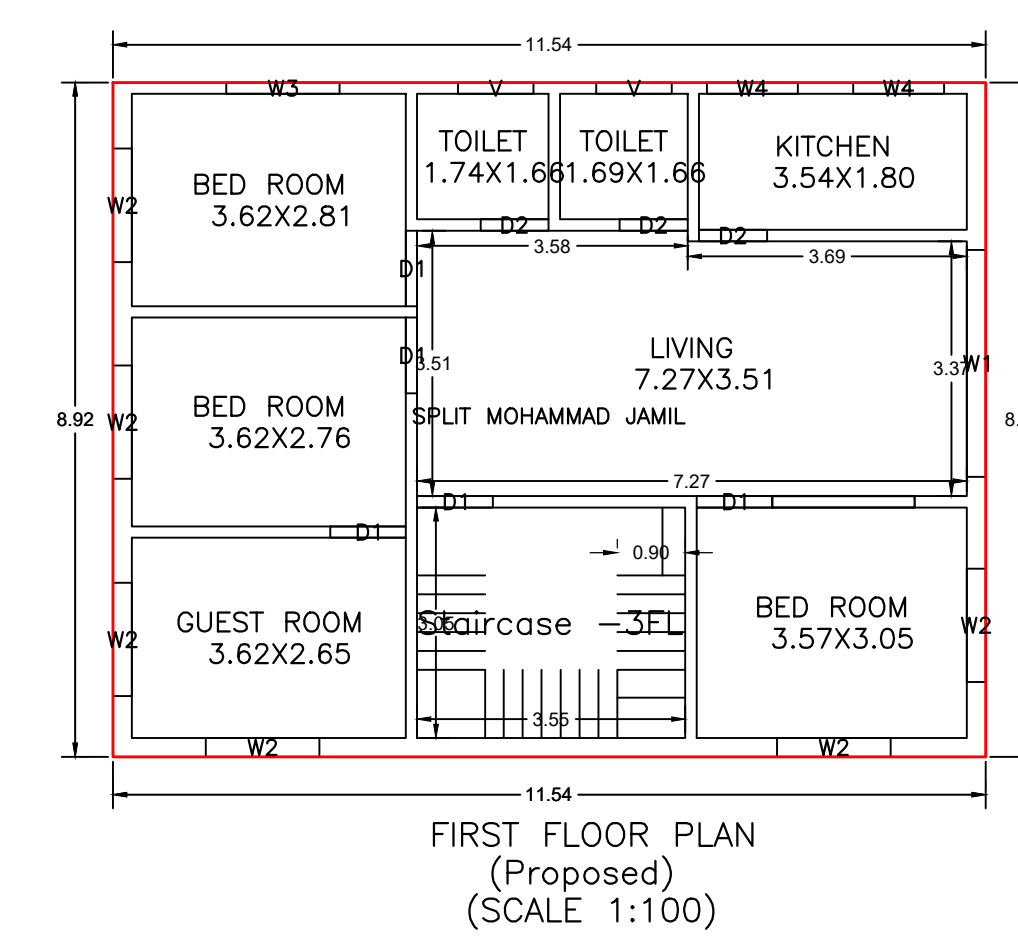 11.54
W3
V
V
W4
W4
TOILET
1.74X1.66
TOILET
1.69X1.66
KITCHEN
3.54X1.80
BED ROOM
3.62X2.81
W2
D2
D2
D2
3.58
3.69
D1
D1
3.51
LIVING
7.27X3.51
3.37
W1
8.92
W2
BED ROOM
3.62X2.76
SPLIT MOHAMMAD JAMIL
8.
7.27
D1
D1
D1
0.90
GUEST ROOM
3.62X2.65
W2
3.05
Staircase -3FL
BED ROOM
3.57X3.05
W2
3.55
W2
W2
11.54
FIRST FLOOR PLAN
(Proposed)
(SCALE 1:100)